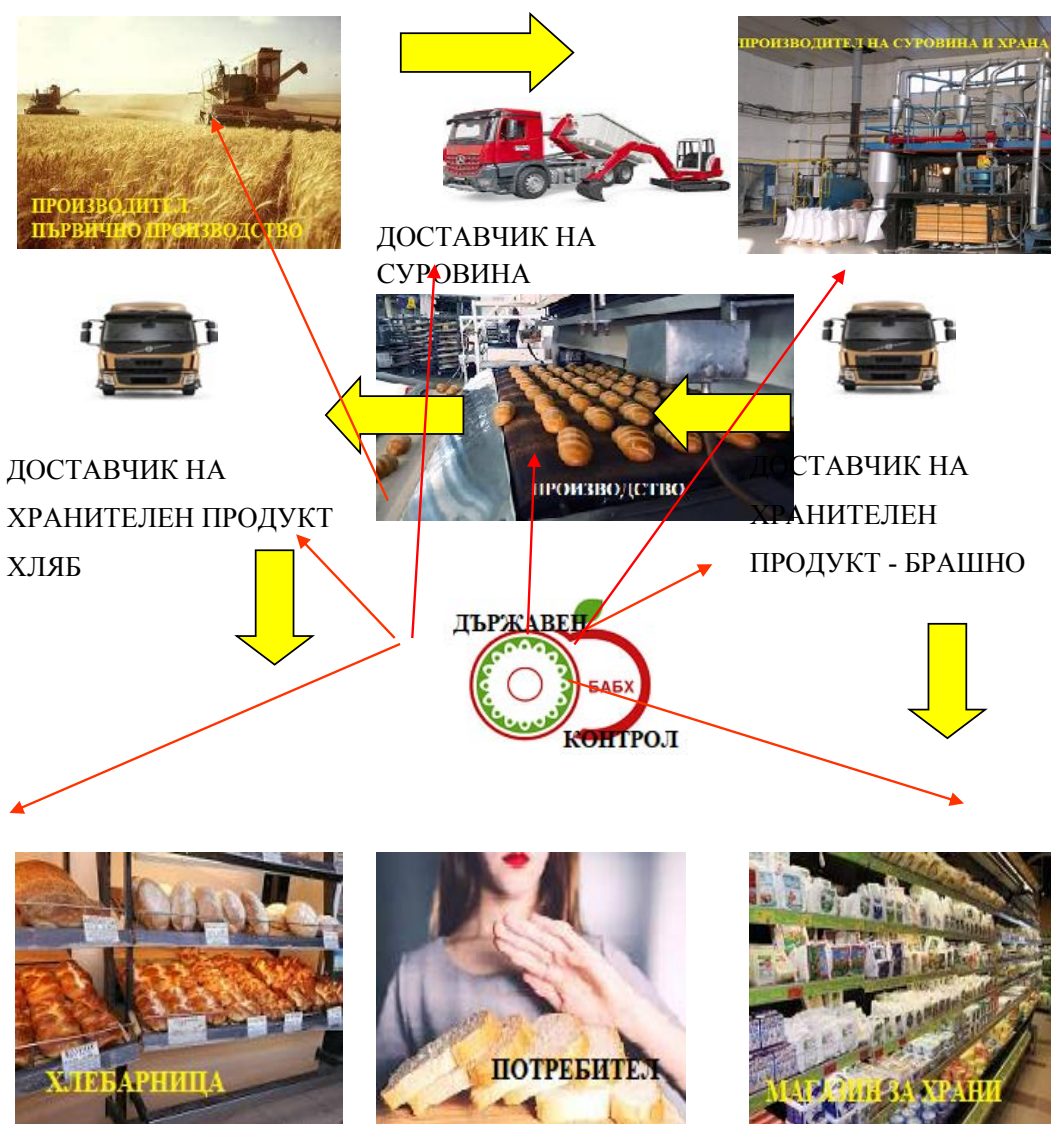 ПРОИЗВОДИТЕЛ НА СУРОВИНА И ХРАНА
ПРОИЗВОДИТЕЛ
ПЪРВИЧНО ПРОИЗВОДСТВО
ДОСТАВЧИК НА
СУРОВИНА
ПРОИЗВОДСТВО
ДОСТАВЧИК НА
ХРАНИТЕЛЕН ПРОДУКТ
ХЛЯБ
ДОСТАВЧИК НА
ХРАНИТЕЛЕН
ПРОДУКТ - БРАШНО
ДЪРЖАВЕН
БАБХ
КОНТРОЛ
ХЛЕБАРНИЦА
ПОТРЕБИТЕЛ
МАГАЗИН ЗА ХРАНИ